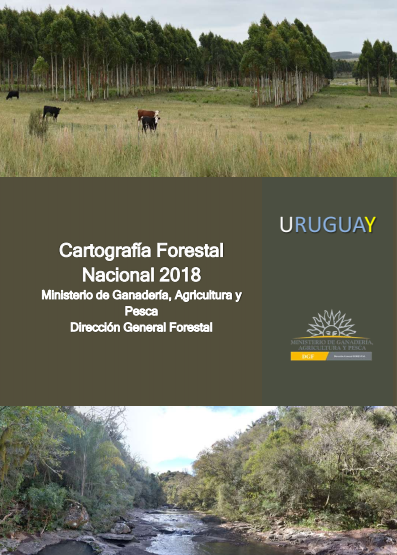 URUGUAY
Cartografía Forestal
Nacional 2018
Ministerio de Ganadería, Agricultura y
Pesca
Dirección General Forestal
MINISTERIO DE GANADERÍA,
AGRICULTURA Y PESCA
DGF